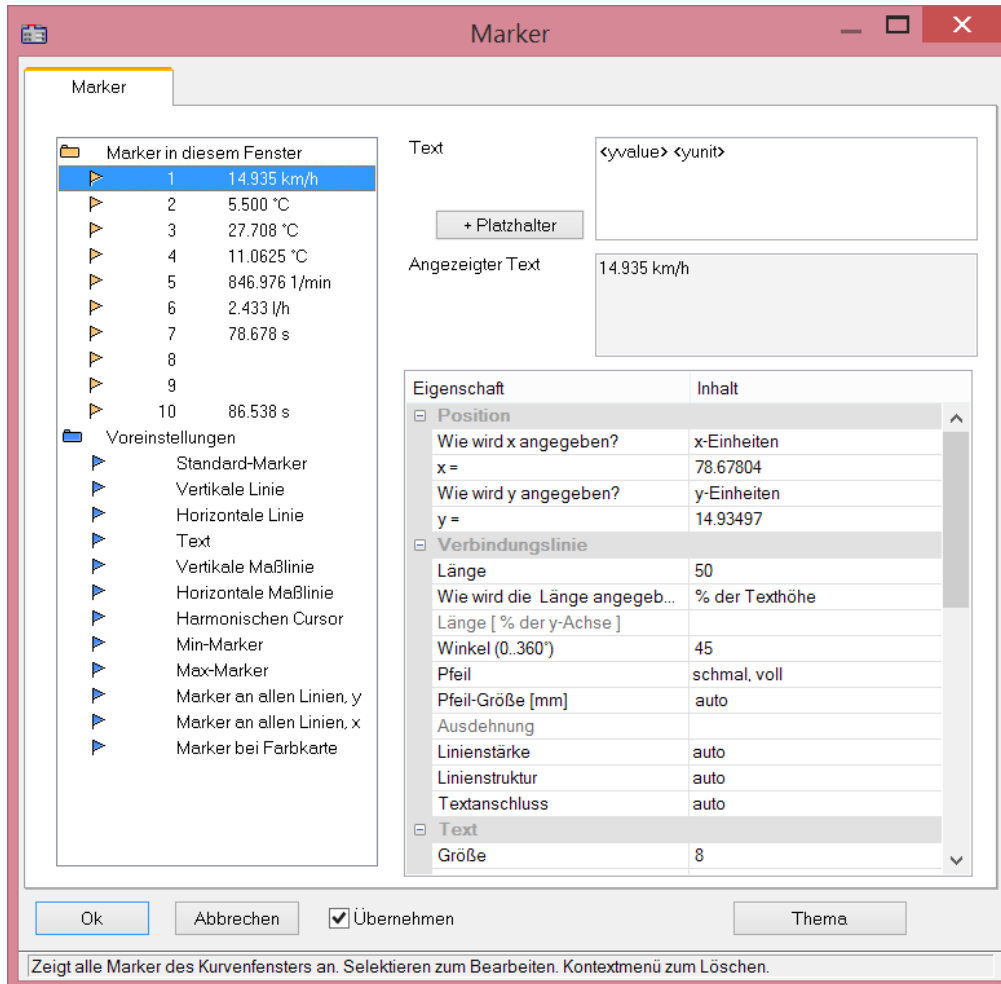 Marker
Marker
Marker in diesem Fenster
1 14.935 km/h
2 5.500 °C
3 27.708 °C
4 11.0625 °C
5 846.976 1/min
6 2.433 l/h
7 78.678 s
8
9
10 86.538 s
Voreinstellungen
Standard-Marker
Vertikale Linie
Horizontale Linie
Text
Vertikale Maßlinie
Horizontale Maßlinie
Harmonischen Cursor
Min-Marker
Max-Marker
Marker an allen Linien, y
Marker an allen Linien, x
Marker bei Farbkarte
Text
<yvalue> <yunit>
+ Platzhalter
Angezeigter Text
14.935 km/h
Eigenschaft Inhalt
Position
Wie wird x angegeben? x-Einheiten
x = 78.67804
Wie wird y angegeben? y-Einheiten
y = 14.93497
Verbindungslinie
Länge 50
Wie wird die Länge angegeb... % der Texthöhe
Länge [ % der y-Achse ]
Winkel (0..360°) 45
Pfeil schmal, voll
Pfeil-Größe [mm] auto
Ausdehnung
Linienstärke auto
Linienstruktur auto
Textanschluss auto
Text
Größe 8
Ok Abbrechen Übernehmen Thema
Zeigt alle Marker des Kurvenfensters an. Selektieren zum Bearbeiten. Kontextmenü zum Löschen.